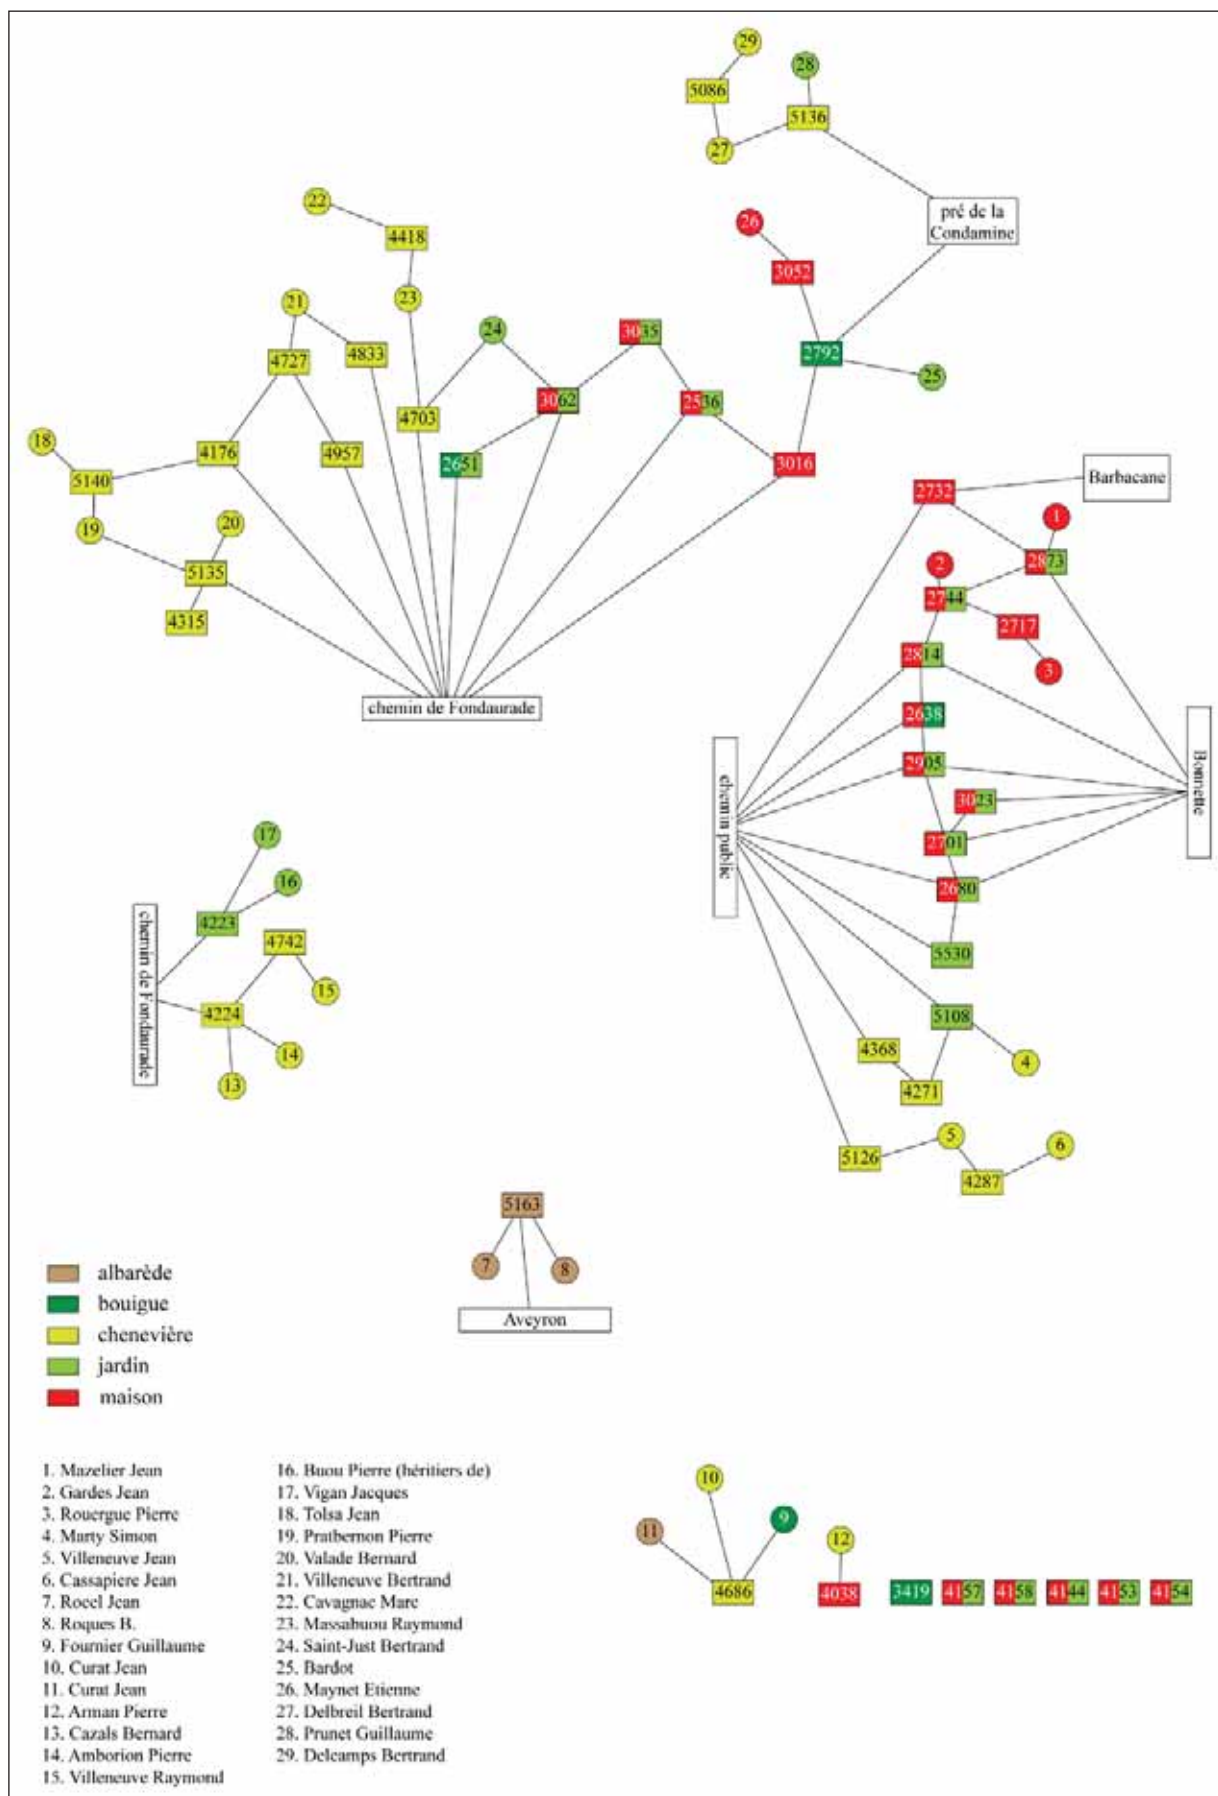 29
28
5086
5136
27
22
pré de la
Condamine
26
4418
3052
21
23
24
3035
4833
2792
4727
25
3062
2536
4703
18
4176
4957
2651
3016
5140
2732
Barbacane
19
20
1
2
2873
5135
2744
4315
2717
2814
3
chemin de Fondaurade
2638
2905
chemin public
Bonnette
3023
17
2701
16
2680
4223
chemin de Fondaurade
4742
5530
15
4224
5108
14
4368
4
13
4271
5
6
5126
4287
5163
7
8
Aveyron
albarède
bouigue
chenevière
jardin
maison
1. Mazelier Jean
2. Gardes Jean
3. Rouergue Pierre
4. Marty Simon
5. Villeneuve Jean
6. Cassapiere Jean
7. Rocel Jean
8. Roques B.
9. Fournier Guillaume
10. Curat Jean
11. Curat Jean
12. Arman Pierre
13. Cazals Bernard
14. Amborion Pierre
15. Villeneuve Raymond
16. Buou Pierre (héritiers de)
17. Vigan Jacques
18. Tolsa Jean
19. Pratbernon Pierre
20. Valade Bernard
21. Villeneuve Bertrand
22. Cavagnac Marc
23. Massabuou Raymond
24. Saint-Just Bertrand
25. Bardot
26. Maynet Etienne
27. Delbreil Bertrand
28. Prunet Guillaume
29. Delcamps Bertrand
10
9
11
12
4686
4038
3419
4157
4158
4144
4153
4154